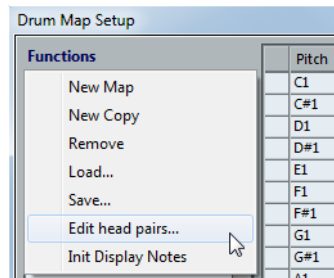 Drum Map Setup
Functions
New Map
New Copy
Remove
Load...
Save...
Edit head pairs...
Init Display Notes
Pitch
C1
C#1
D1
D#1
E1
F1
F#1
G1
G#1
A1